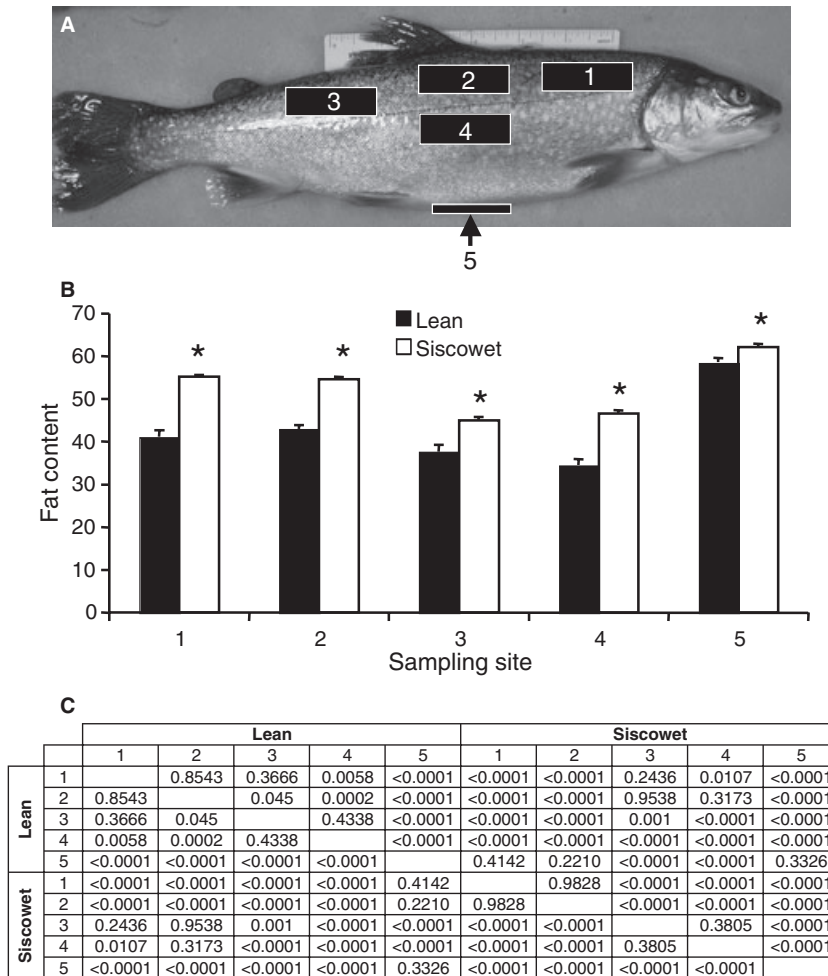 A
1
2
3
4
5
B
70
60
50
40
30
20
10
0
Fat content
Lean
Siscowet
*
*
*
*
*
1 2 3 4 5
Sampling site
C
Lean Siscowet
1 2 3 4 5 1 2 3 4 5
Lean
1 0.8543 0.3666 0.0058 <0.0001 <0.0001 <0.0001 0.2436 0.0107 <0.0001
2 0.8543 0.045 0.0002 <0.0001 <0.0001 <0.0001 0.9538 0.3173 <0.0001
3 0.3666 0.045 0.4338 <0.0001 <0.0001 <0.0001 0.001 <0.0001 <0.0001
4 0.0058 0.0002 0.4338 <0.0001 <0.0001 <0.0001 <0.0001 <0.0001 <0.0001
5 <0.0001 <0.0001 <0.0001 <0.0001 0.4142 0.2210 <0.0001 <0.0001 0.3326
Siscowet
1 <0.0001 <0.0001 <0.0001 <0.0001 0.4142 0.9828 <0.0001 <0.0001 <0.0001
2 <0.0001 <0.0001 <0.0001 <0.0001 0.2210 0.9828 <0.0001 <0.0001 <0.0001
3 0.2436 0.9538 0.001 <0.0001 <0.0001 <0.0001 <0.0001 0.3805 <0.0001
4 0.0107 0.3173 <0.0001 <0.0001 <0.0001 <0.0001 <0.0001 0.3805 <0.0001
5 <0.0001 <0.0001 <0.0001 <0.0001 0.3326 <0.0001 <0.0001 <0.0001 <0.0001